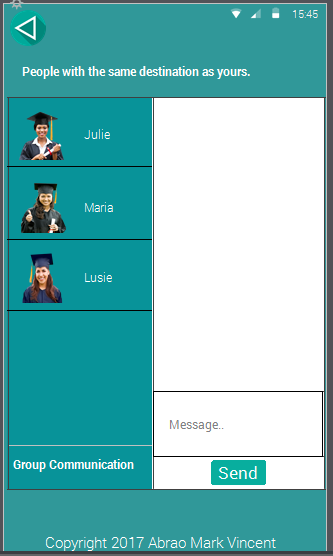 15:45
People with the same destination as yours.
Julie
Maria
Lusie
Message..
Group Communication
Send
Copyright 2017 Abrao Mark Vincent